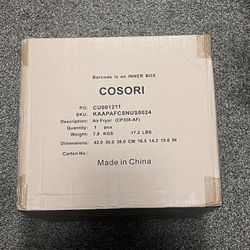 Barcode is on INNER BOX
COSORI
PO: CU001211
SKU: KAAPAFCSNUS0024
Description: Air Fryer (CP358-AF)
Quantity: 1 pcs
Weight: 7.8 KGS 17.2 LBS
Dimensions: 42.0 36.0 38.0 CM 16.5 14.2 15.0 IN
Carton No.:
Made in China